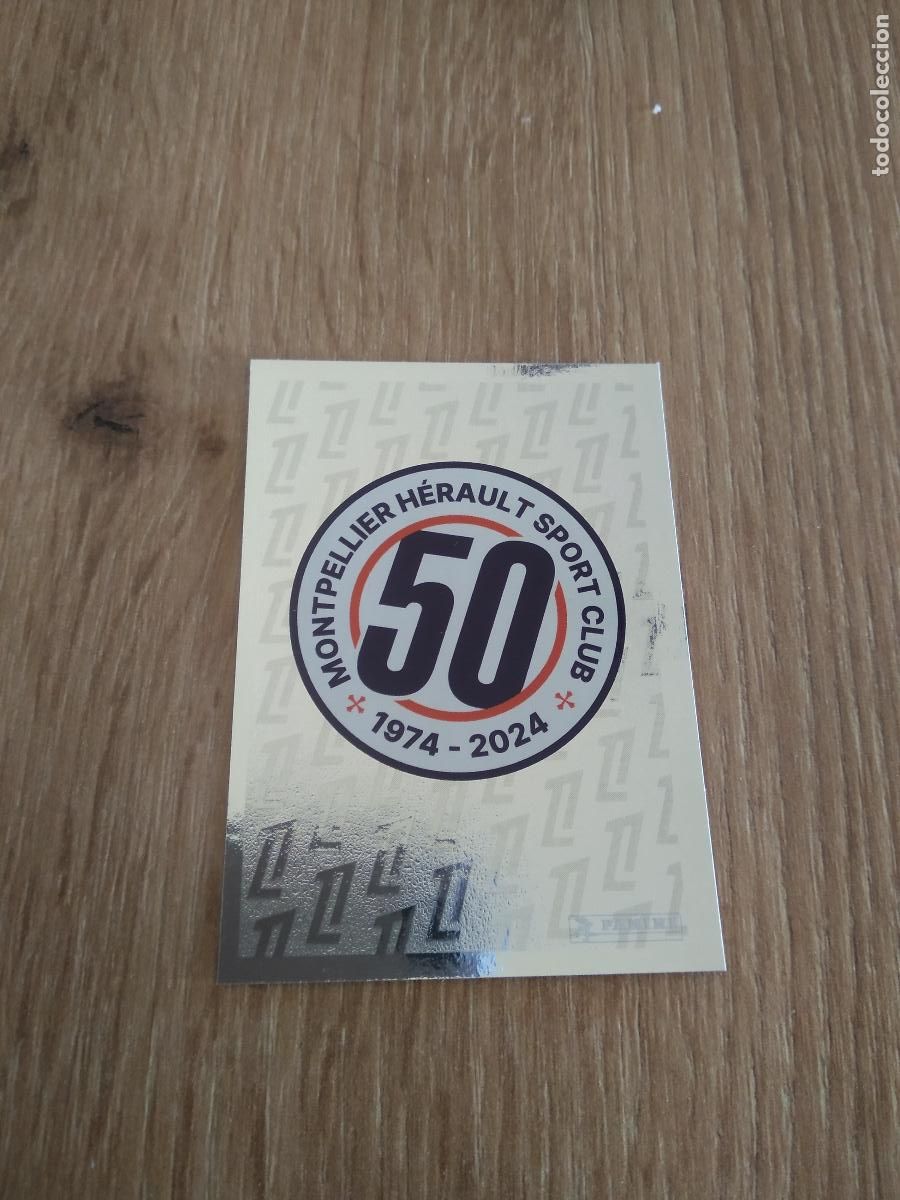 todocoleccion
MONTPELLIER HÉRAULT SPORT CLUB
50
1974 - 2024
PANINI